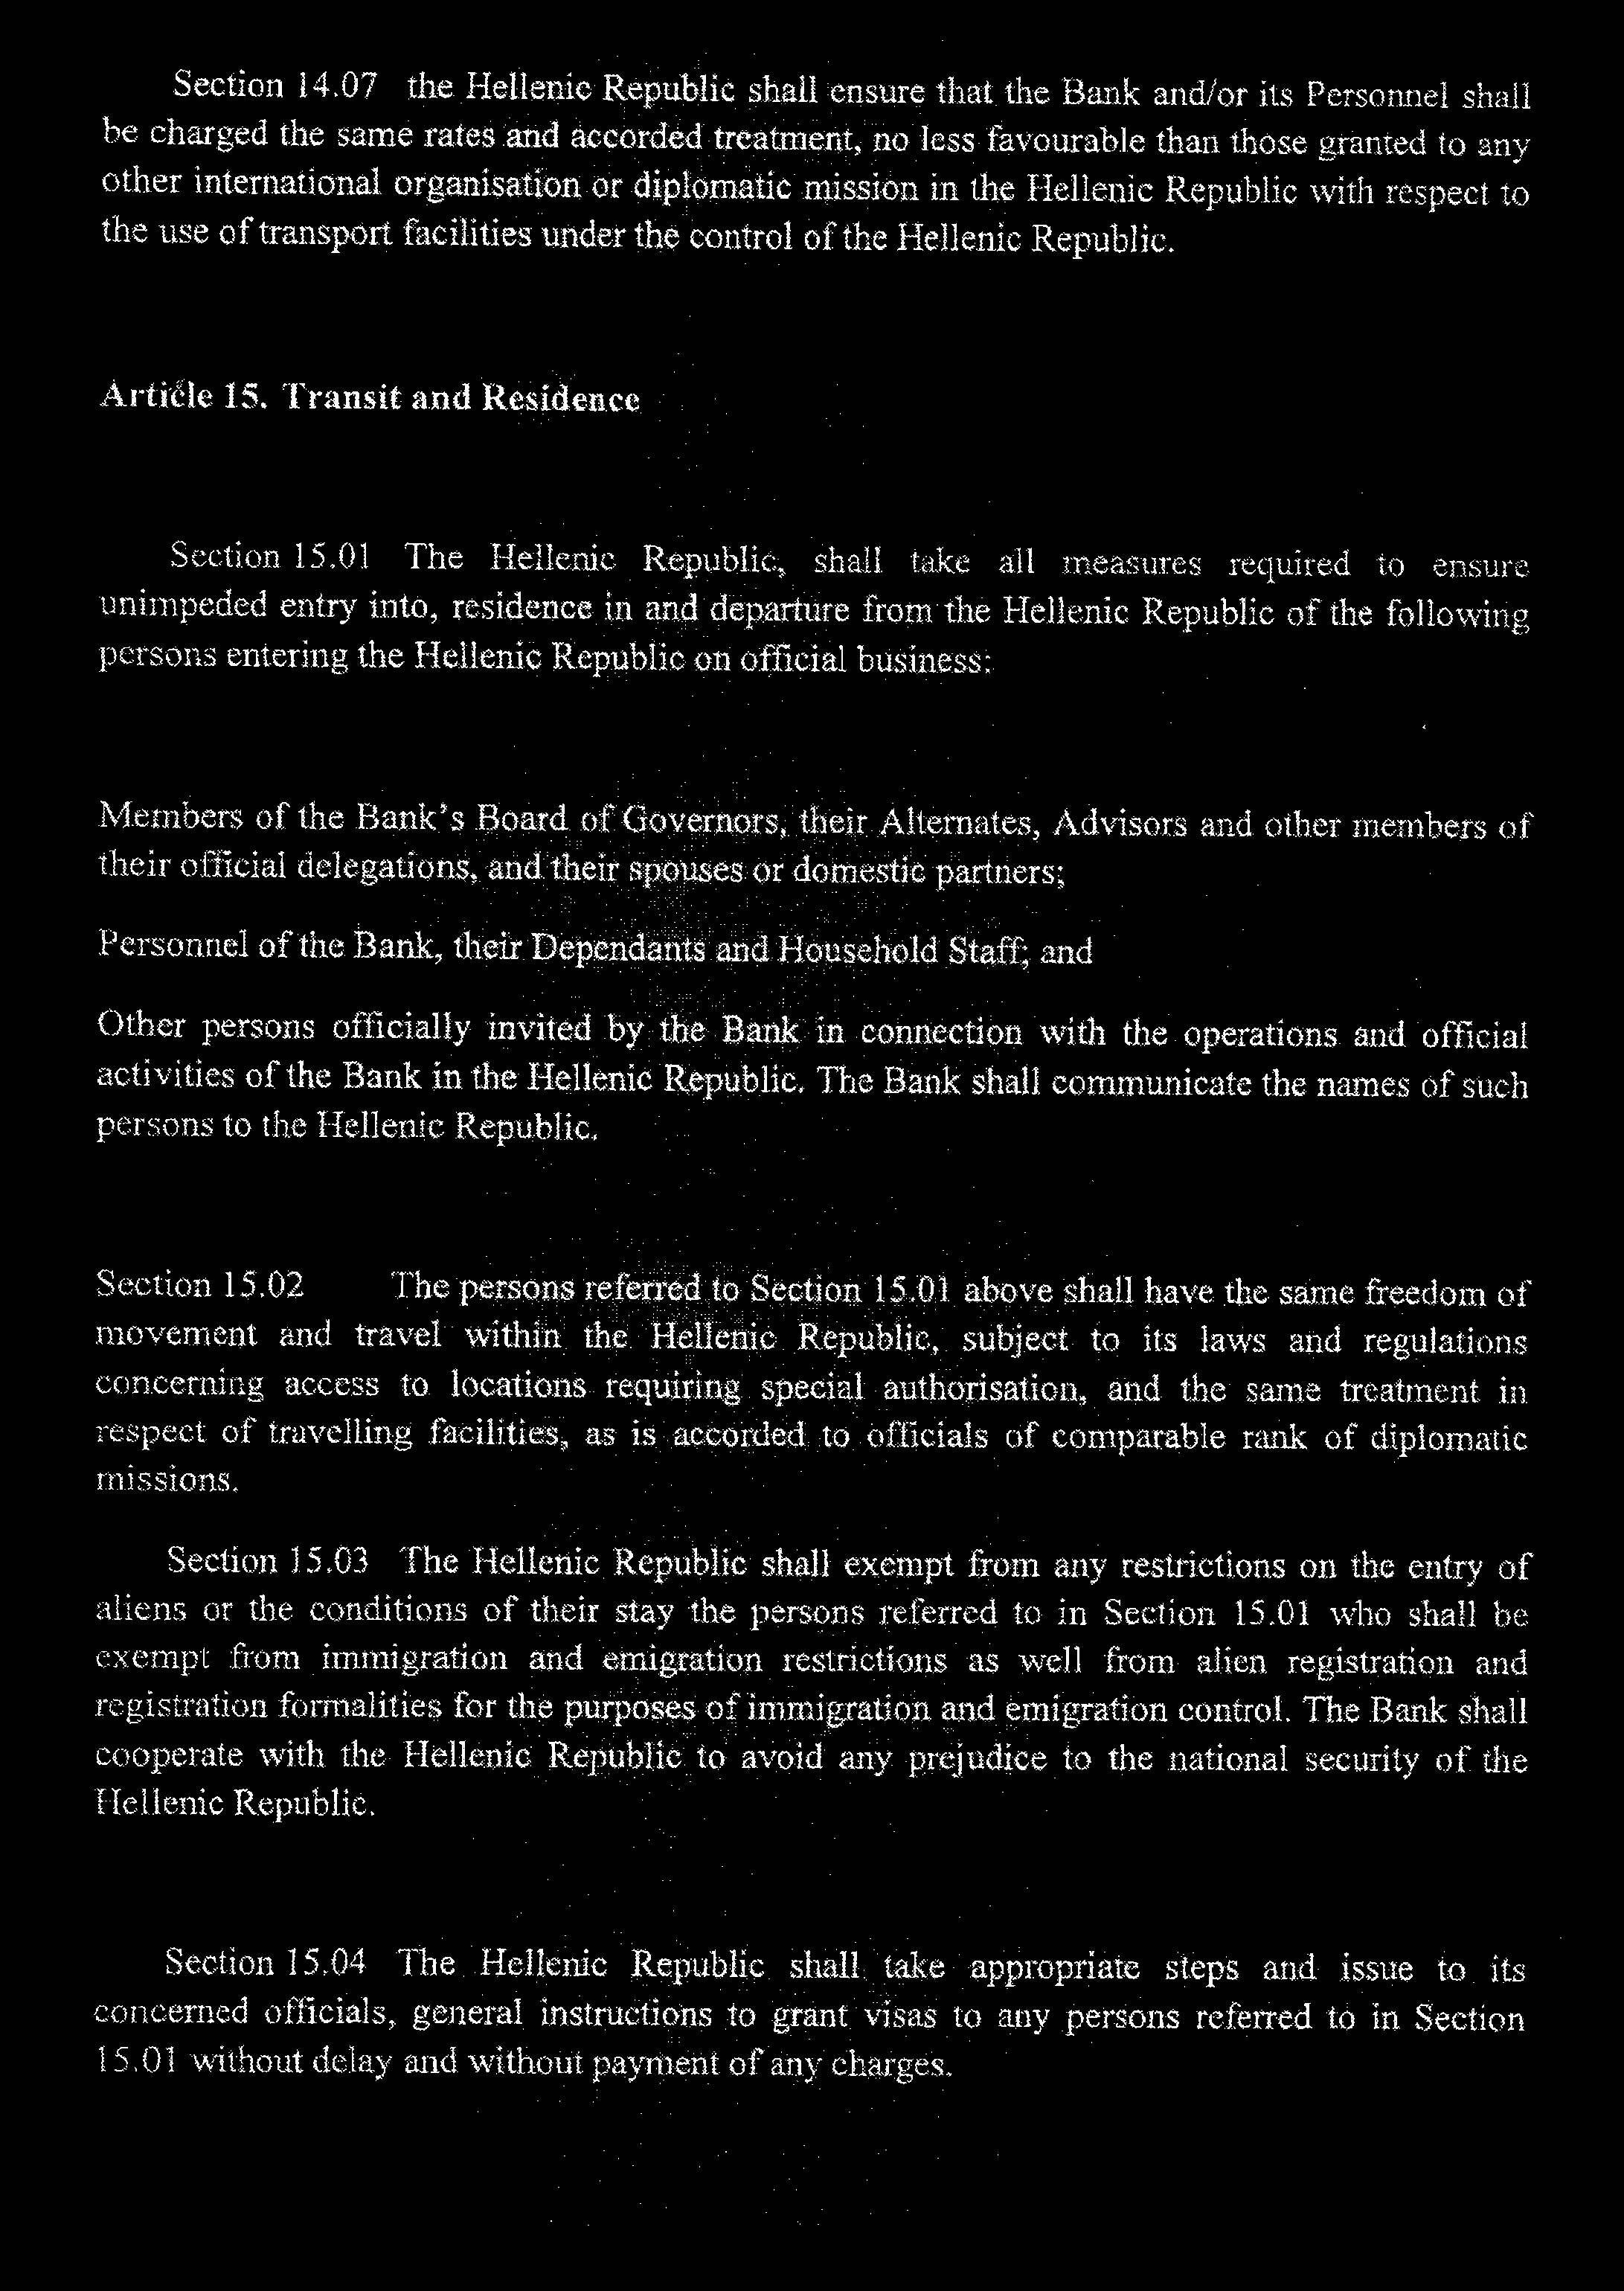 Section 14.07 the Hellenic Republic shall ensure that the Bank and/or its Personnel shall
be charged the same rates and accorded treatment, no less favourable than those granted to any
other international organisation or diplomatic mission in the Hellenic Republic with respect to
the use of transport facilities under the control of the Hellenic Republic.
Article 15. Transit and Residence
Section 15.01 The Hellenic Republic, shall take all measures required to ensure
unimpeded entry into, residence in and departure from the Hellenic Republic of the following
persons entering the Hellenic Republic on official business:
Members of the Bank's Board of Governors, their Alternates, Advisors and other members of
their official delegations, and their spouses or domestic partners;
Personnel of the Bank, their Dependants and Household Staff; and
Other persons officially invited by the Bank in connection with the operations and official
activities of the Bank in the Hellenic Republic. The Bank shall communicate the names of such
persons to the Hellenic Republic.
Section 15.02 The persons referred to Section 15.01 above shall have the same freedom of
movement and travel within the Hellenic Republic, subject to its laws and regulations
concerning access to locations requiring special authorisation, and the same treatment in
respect of travelling facilities, as is accorded to officials of comparable rank of diplomatic
missions.
Section 15.03 The Hellenic Republic shall exempt from any restrictions on the entry of
aliens or the conditions of their stay the persons referred to in Section 15.01 who shall be
exempt from immigration and emigration restrictions as well from alien registration and
registration formalities for the purposes of immigration and emigration control. The Bank shall
cooperate with the Hellenic Republic to avoid any prejudice to the national security of the
Hellenic Republic.
Section 15.04 The Hellenic Republic shall take appropriate steps and issue to its
concerned officials, general instructions to grant visas to any persons referred to in Section
15.01 without delay and without payment of any charges.